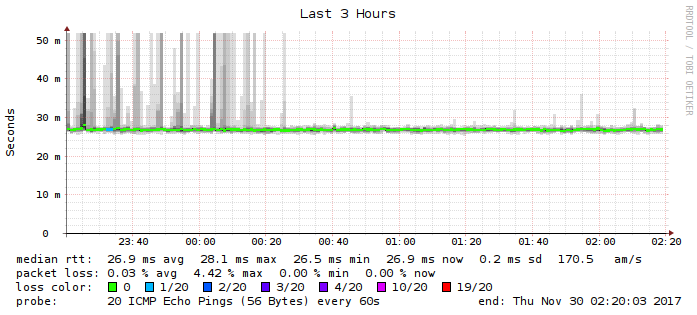 Last 3 Hours
RRDTOOL / TOBI OETIKER
Seconds
50 m
40 m
30 m
20 m
10 m
0
23:40 00:00 00:20 00:40 01:00 01:20 01:40 02:00 02:20
median rtt: 26.9 ms avg 28.1 ms max 26.5 ms min 26.9 ms now 0.2 ms sd 170.5 am/s
packet loss: 0.03 % avg 4.42 % max 0.00 % min 0.00 % now
loss color: 0 1/20 2/20 3/20 4/20 10/20 19/20
probe: 20 ICMP Echo Pings (56 Bytes) every 60s end: Thu Nov 30 02:20:03 2017